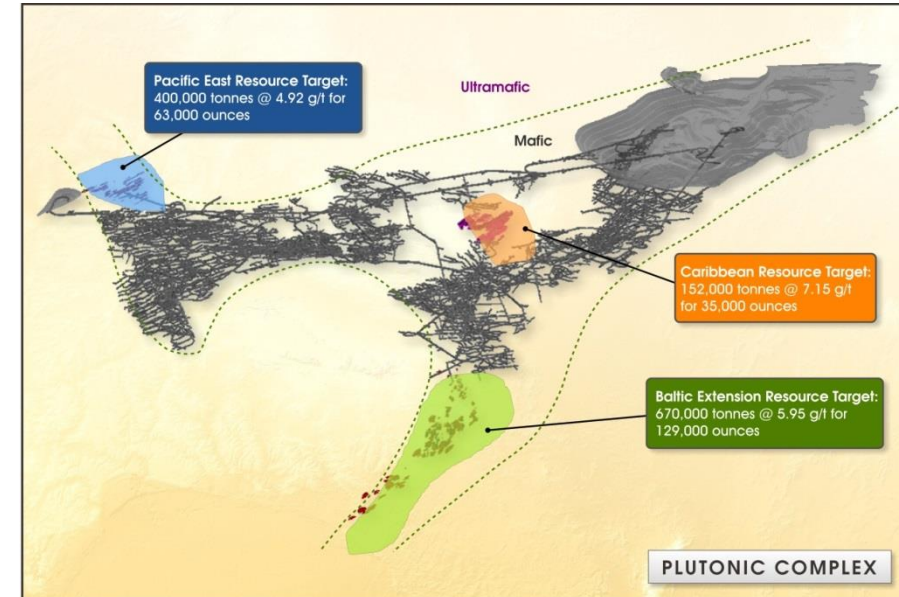 Pacific East Resource Target:
400,000 tonnes @ 4.92 g/t for
63,000 ounces
Ultramafic
Mafic
Caribbean Resource Target:
152,000 tonnes @ 7.15 g/t
for 35,000 ounces
Baltic Extension Resource Target:
670,000 tonnes @ 5.95 g/t for
129,000 ounces
PLUTONIC COMPLEX